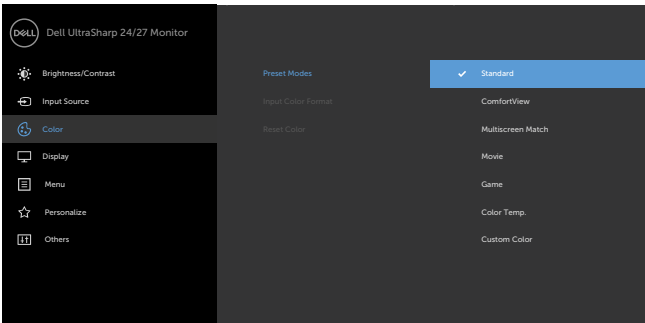 DELL Dell UltraSharp 24/27 Monitor
Brightness/Contrast Preset Modes Standard
Input Source Input Color Format ComfortView
Color Reset Color Multiscreen Match
Display Movie
Menu Game
Personalize Color Temp.
Others Custom Color